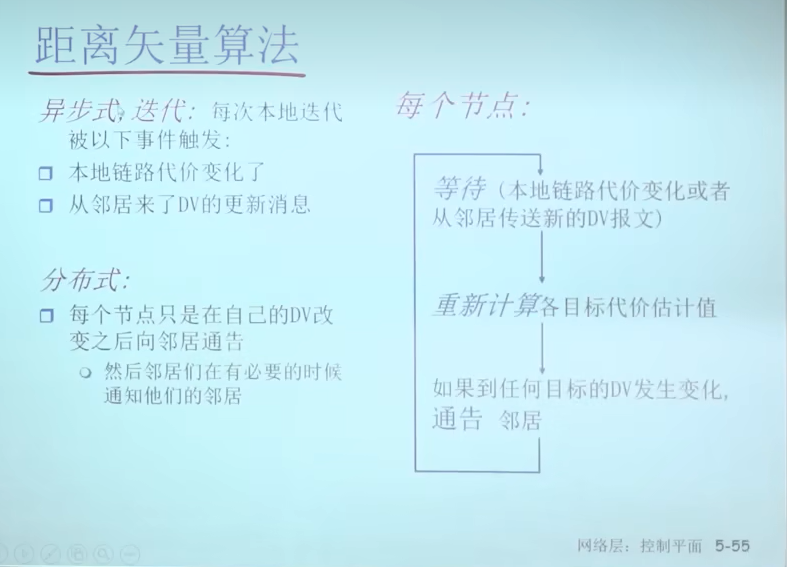 距离矢量算法
异步式,迭代: 每次本地迭代
被以下事件触发:
本地链路代价变化了
从邻居来了DV的更新消息
分布式:
每个节点只是在自己的DV改
变之后向邻居通告
然后邻居们在有必要的时候
通知他们的邻居
每个节点:
等待 (本地链路代价变化或者
从邻居传送新的DV报文)
重新计算各目标代价估计值
如果到任何目标的DV发生变化,
通告 邻居
网络层: 控制平面 5-55